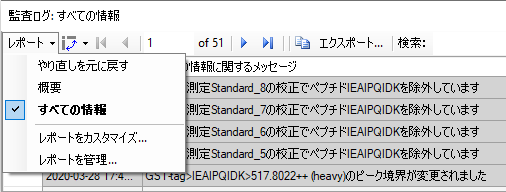 監査ログ: すべての情報
レポート 1 of 51 エクスポート... 検索:
やり直しを元に戻す
概要
すべての情報
レポートをカスタマイズ...
レポートを管理...
の情報に関するメッセージ
測定Standard_8の校正でペプチドIEAIPQIDKを除外しています
測定Standard_7の校正でペプチドIEAIPQIDKを除外しています
測定Standard_6の校正でペプチドIEAIPQIDKを除外しています
測定Standard_5の校正でペプチドIEAIPQIDKを除外しています
2020-03-28 17:4... GST-tag>IEAIPQIDK>517.8022++ (heavy)のピーク境界が変更されました